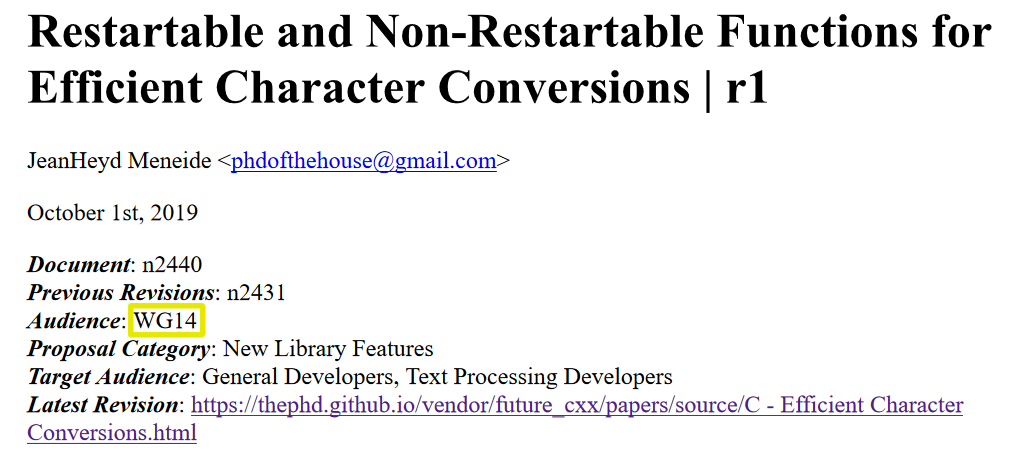 Restartable and Non-Restartable Functions for
Efficient Character Conversions | r1
JeanHeyd Meneide <phdofthehouse@gmail.com>
October 1st, 2019
Document: n2440
Previous Revisions: n2431
Audience: WG14
Proposal Category: New Library Features
Target Audience: General Developers, Text Processing Developers
Latest Revision: https://thephd.github.io/vendor/future_cxx/papers/source/C - Efficient Character
Conversions.html